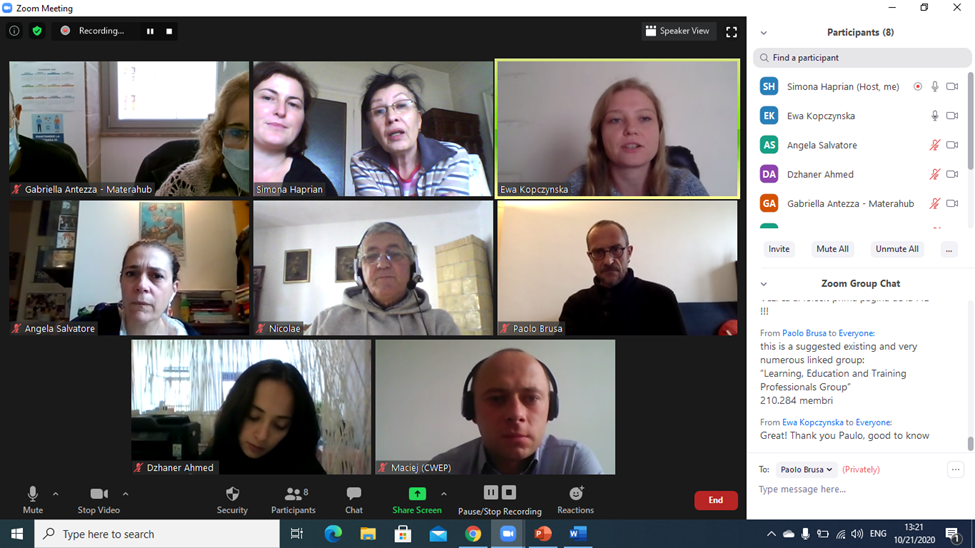 Zoom Meeting
Recording...
Speaker View
Gabriella Antezza - Materahub
Simona Haprian
Ewa Kopczynska
Angela Salvatore
Nicolae
Paolo Brusa
Dzhaner Ahmed
Maciej (CWEP)
Participants (8)
Find a participant
SH Simona Haprian (Host, me)
EK Ewa Kopczynska
AS Angela Salvatore
DA Dzhaner Ahmed
GA Gabriella Antezza - Materahub
Invite Mute All Unmute All ...
Zoom Group Chat
!!!
From Paolo Brusa to Everyone:
this is a suggested existing and very
numerous linked group:
“Learning, Education and Training
Professionals Group”
210.284 membri
From Ewa Kopczynska to Everyone:
Great! Thank you Paulo, good to know
To: Paolo Brusa (Privately) ...
Type message here...
Mute Stop Video Security Participants 8 Chat Share Screen Pause/Stop Recording Reactions End
Type here to search
ENG
13:21
10/21/2020
1